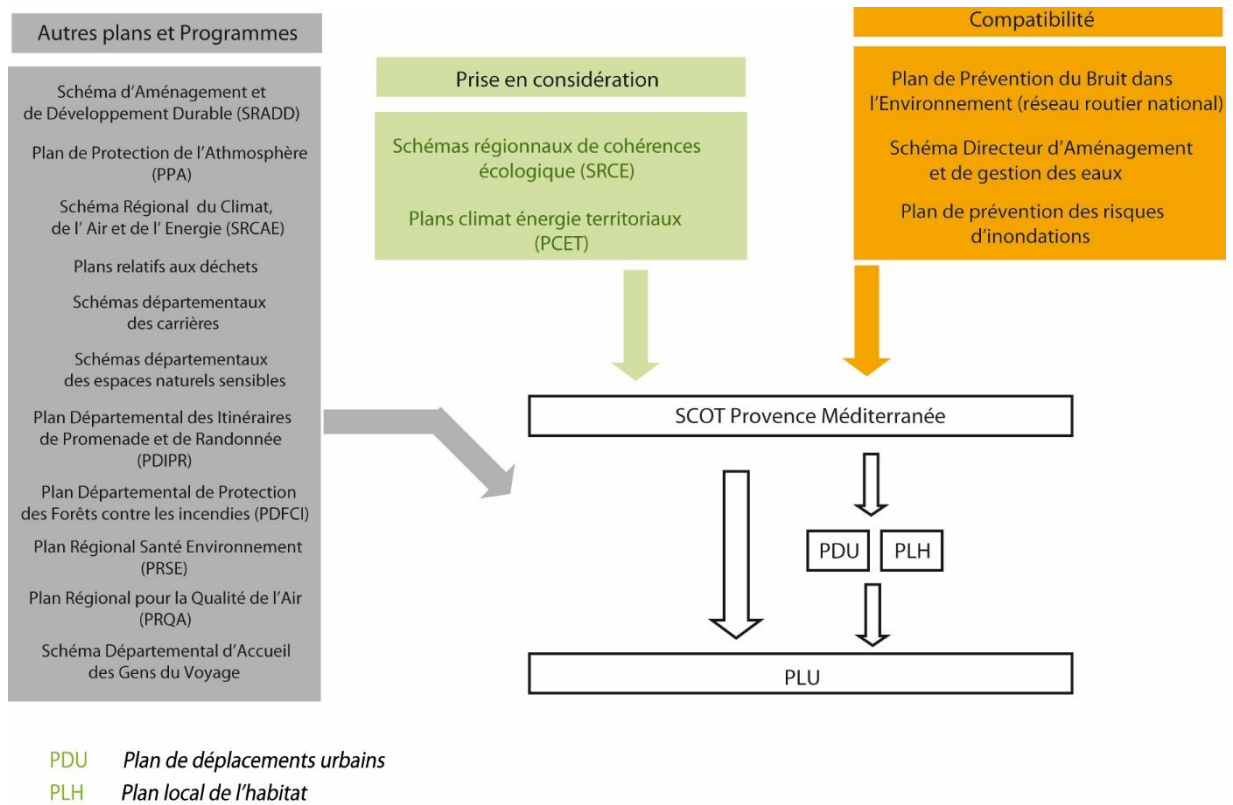 Autres plans et Programmes
Schéma d'Aménagement et
de Développement Durable (SRADD)
Plan de Protection de l'Athmosphère
(PPA)
Schéma Régional du Climat,
de l' Air et de l' Energie (SRCAE)
Plans relatifs aux déchets
Schémas départementaux
des carrières
Schémas départementaux
des espaces naturels sensibles
Plan Départemental des Itinéraires
de Promenade et de Randonnée
(PDIPR)
Plan Départemental de Protection
des Forêts contre les incendies (PDFCI)
Plan Régional Santé Environnement
(PRSE)
Plan Régional pour la Qualité de l'Air
(PRQA)
Schéma Départemental d'Accueil
des Gens du Voyage
Prise en considération
Schémas régionnaux de cohérences
écologique (SRCE)
Plans climat énergie territoriaux
(PCET)
Compatibilité
Plan de Prévention du Bruit dans
l'Environnement (réseau routier national)
Schéma Directeur d'Aménagement
et de gestion des eaux
Plan de prévention des risques
d'inondations
SCOT Provence Méditerranée
PDU PLH
PLU
PDU Plan de déplacements urbains
PLH Plan local de l'habitat